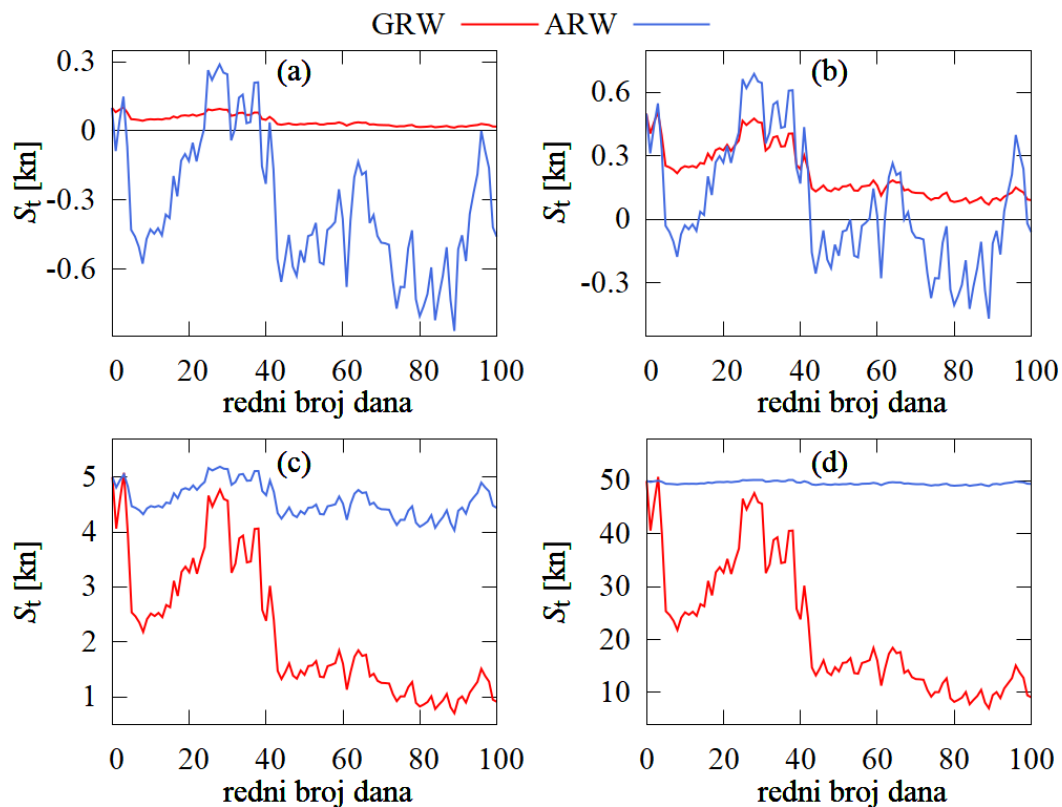 GRW ARW
(a)
0.3
0
-0.3
-0.6
St [kn]
0 20 40 60 80 100
redni broj dana
(b)
0.6
0.3
0
-0.3
St [kn]
0 20 40 60 80 100
redni broj dana
(c)
5
4
3
2
1
St [kn]
0 20 40 60 80 100
redni broj dana
(d)
50
40
30
20
10
St [kn]
0 20 40 60 80 100
redni broj dana